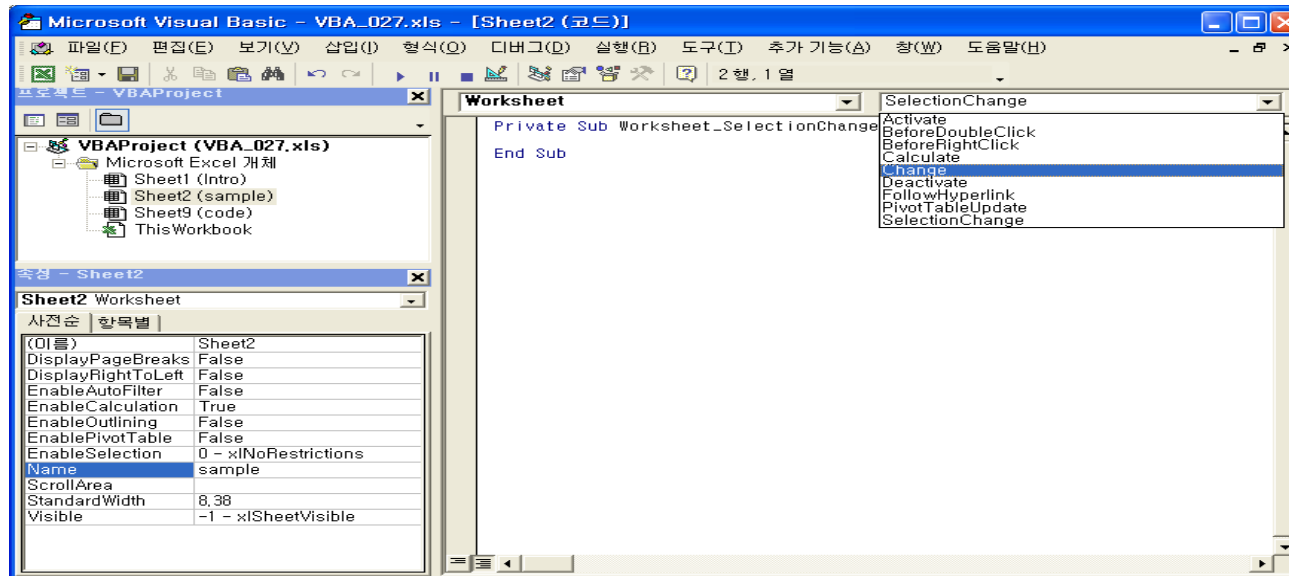 Microsoft Visual Basic - VBA_027.xls - [Sheet2 (코드)]
파일(F) 편집(E) 보기(V) 삽입(I) 형식(O) 디버그(D) 실행(R) 도구(T) 추가 기능(A) 창(W) 도움말(H)
2 행, 1 열
프로젝트 - VBAProject
VBAProject (VBA_027.xls)
Microsoft Excel 개체
Sheet1 (Intro)
Sheet2 (sample)
Sheet9 (code)
ThisWorkbook
속성 - Sheet2
Sheet2 Worksheet
사전순 항목별
(이름) Sheet2
DisplayPageBreaks False
DisplayRightToLeft False
EnableAutoFilter False
EnableCalculation True
EnableOutlining False
EnablePivotTable False
EnableSelection 0 - xlNoRestrictions
Name sample
ScrollArea
StandardWidth 8,38
Visible -1 - xlSheetVisible
Worksheet
SelectionChange
Private Sub Worksheet_SelectionChange
End Sub
Activate
BeforeDoubleClick
BeforeRightClick
Calculate
Change
Deactivate
FollowHyperlink
PivotTableUpdate
SelectionChange